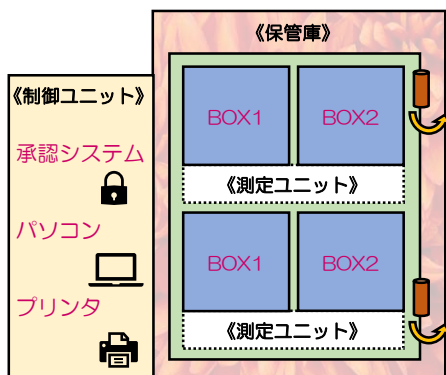 《保管庫》
《制御ユニット》
承認システム
パソコン
プリンタ
BOX1
BOX2
《測定ユニット》
BOX1
BOX2
《測定ユニット》